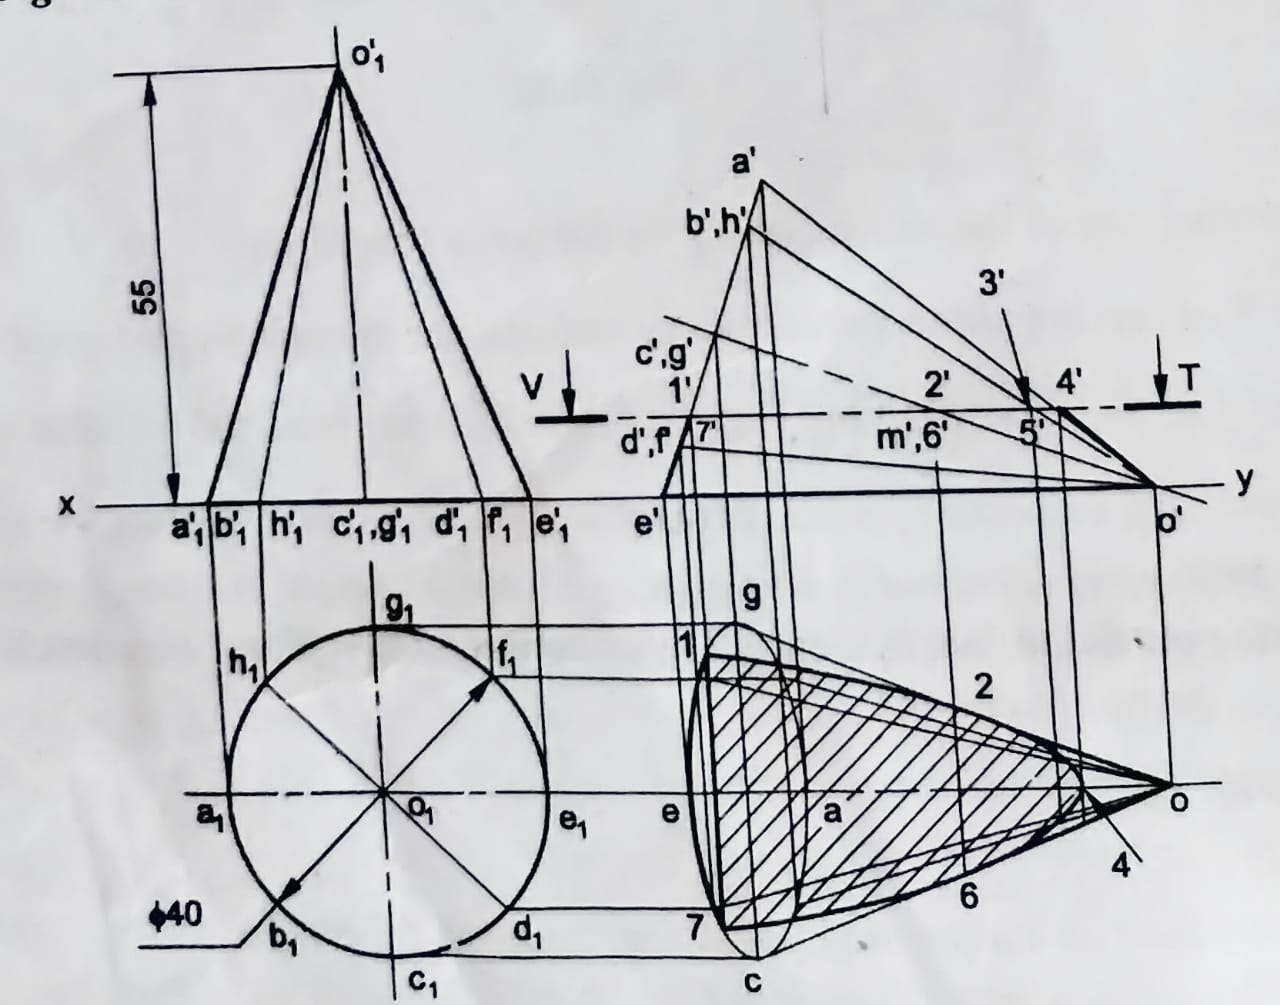 o'₁
a'
b',h'
3'
55
c',g'
V
1'
2'
4'
T
d',f'
7'
m',6'
5'
x
y
a'₁ b'₁ h'₁ c'₁,g'₁ d'₁ f'₁ e'₁
e'
o'
g₁
g
h₁
f₁
1
2
a₁
o₁
e₁
e
a
o
4
ϕ40
b₁
d₁
7
6
c₁
c